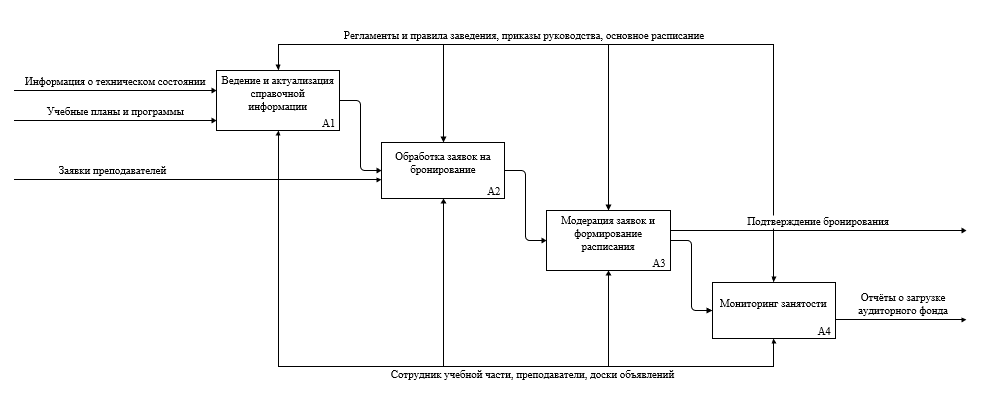 Регламенты и правила заведения, приказы руководства, основное расписание
Информация о техническом состоянии
Учебные планы и программы
Ведение и актуализация
справочной
информации
A1
Заявки преподавателей
Обработка заявок на
бронирование
A2
Модерация заявок и
формирование
расписания
A3
Подтверждение бронирования
Мониторинг занятости
A4
Отчёты о загрузке
аудиторного фонда
Сотрудник учебной части, преподаватели, доски объявлений